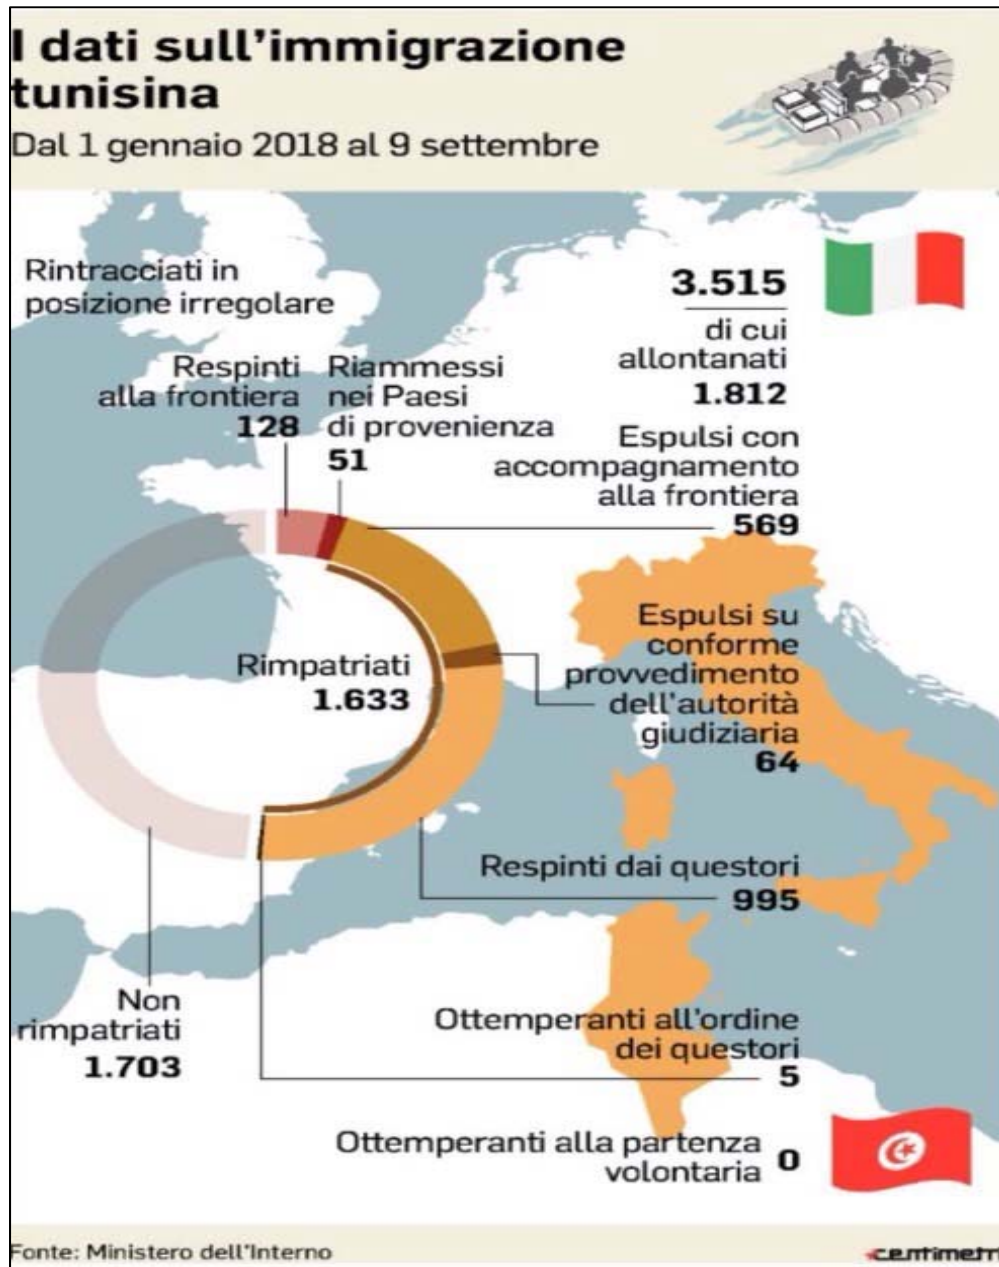 I dati sull'immigrazione
tunisina
Dal 1 gennaio 2018 al 9 settembre
Rintracciati in
posizione irregolare
3.515
di cui
allontanati
1.812
Respinti
alla frontiera
128
Riammessi
nei Paesi
di provenienza
51
Espulsi con
accompagnamento
alla frontiera
569
Espulsi su
conforme
provvedimento
dell'autorità
giudiziaria
64
Rimpatriati
1.633
Respinti dai questori
995
Non
rimpatriati
1.703
Ottemperanti all'ordine
dei questori
5
Ottemperanti alla partenza
volontaria 0
Fonte: Ministero dell'Interno